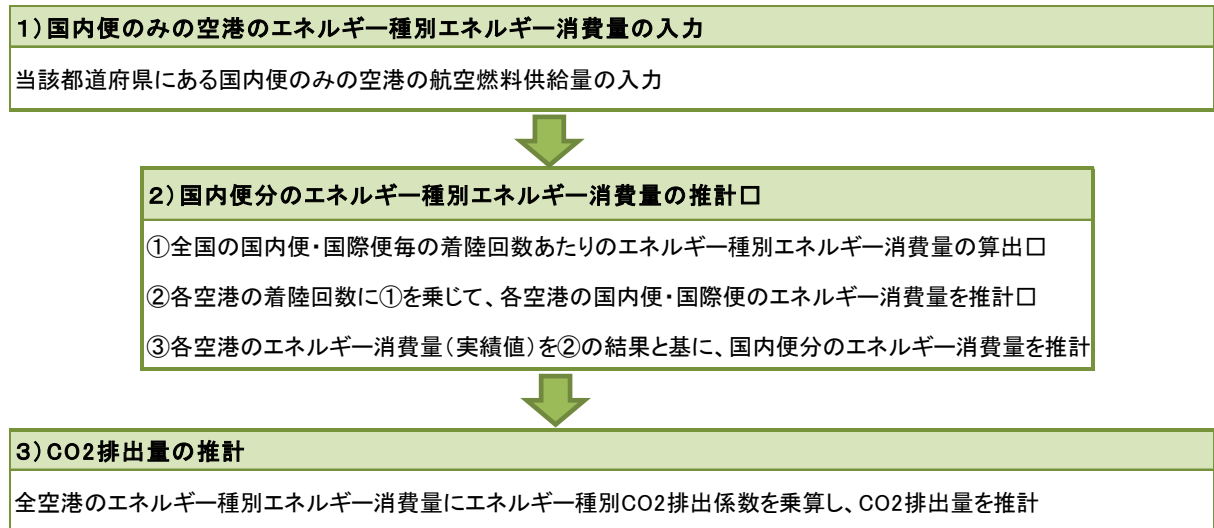 1)国内便のみの空港のエネルギー種別エネルギー消費量の入力
当該都道府県にある国内便のみの空港の航空燃料供給量の入力
2)国内便分のエネルギー種別エネルギー消費量の推計□
①全国の国内便・国際便毎の着陸回数あたりのエネルギー種別エネルギー消費量の算出□
②各空港の着陸回数に①を乗じて、各空港の国内便・国際便のエネルギー消費量を推計□
③各空港のエネルギー消費量(実績値)を②の結果と基に、国内便分のエネルギー消費量を推計
3)CO2排出量の推計
全空港のエネルギー種別エネルギー消費量にエネルギー種別CO2排出係数を乗算し、CO2排出量を推計